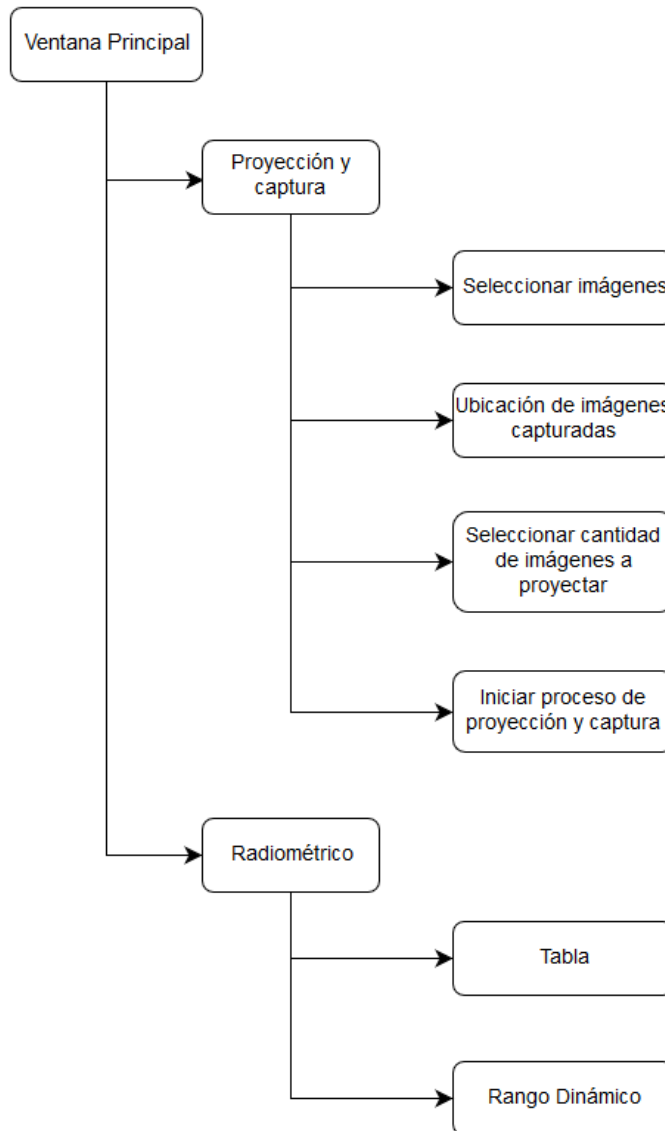 Ventana Principal
Proyección y
captura
Seleccionar imágenes
Ubicación de imágenes
capturadas
Seleccionar cantidad
de imágenes a
proyectar
Iniciar proceso de
proyección y captura
Radiométrico
Tabla
Rango Dinámico